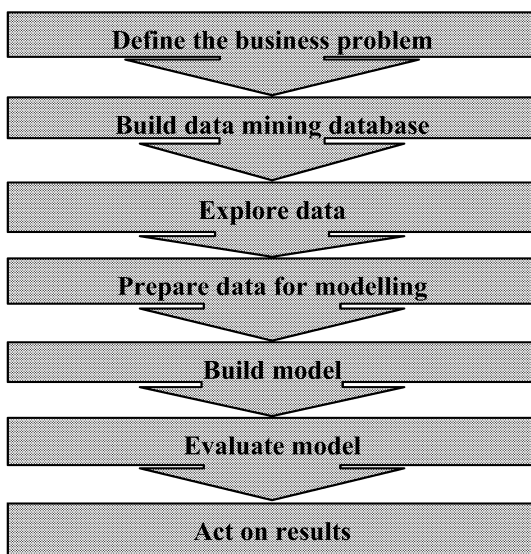 Define the business problem
Build data mining database
Explore data
Prepare data for modelling
Build model
Evaluate model
Act on results